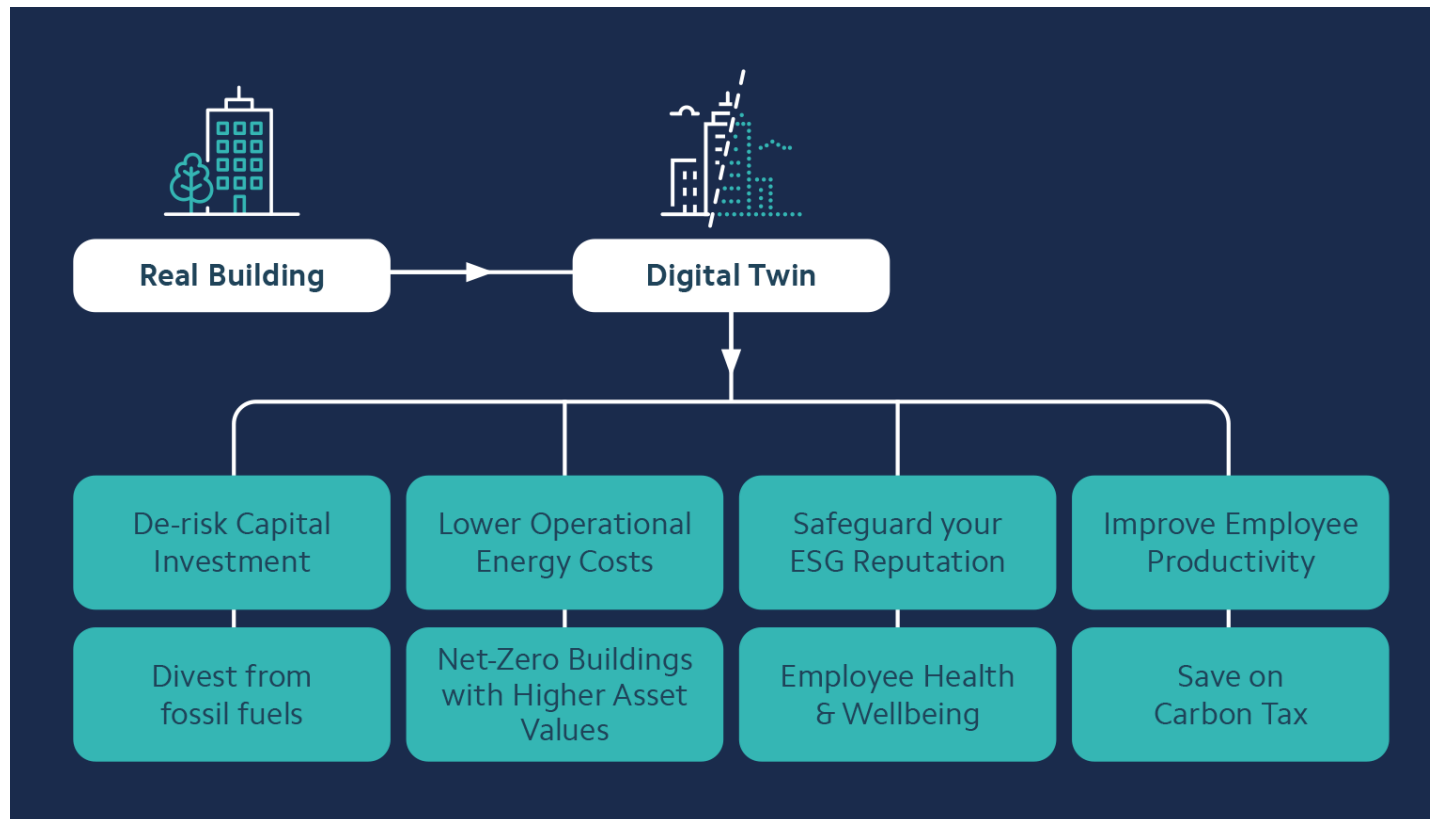 Real Building
Digital Twin
De-risk Capital
Investment
Lower Operational
Energy Costs
Safeguard your
ESG Reputation
Improve Employee
Productivity
Divest from
fossil fuels
Net-Zero Buildings
with Higher Asset
Values
Employee Health
& Wellbeing
Save on
Carbon Tax